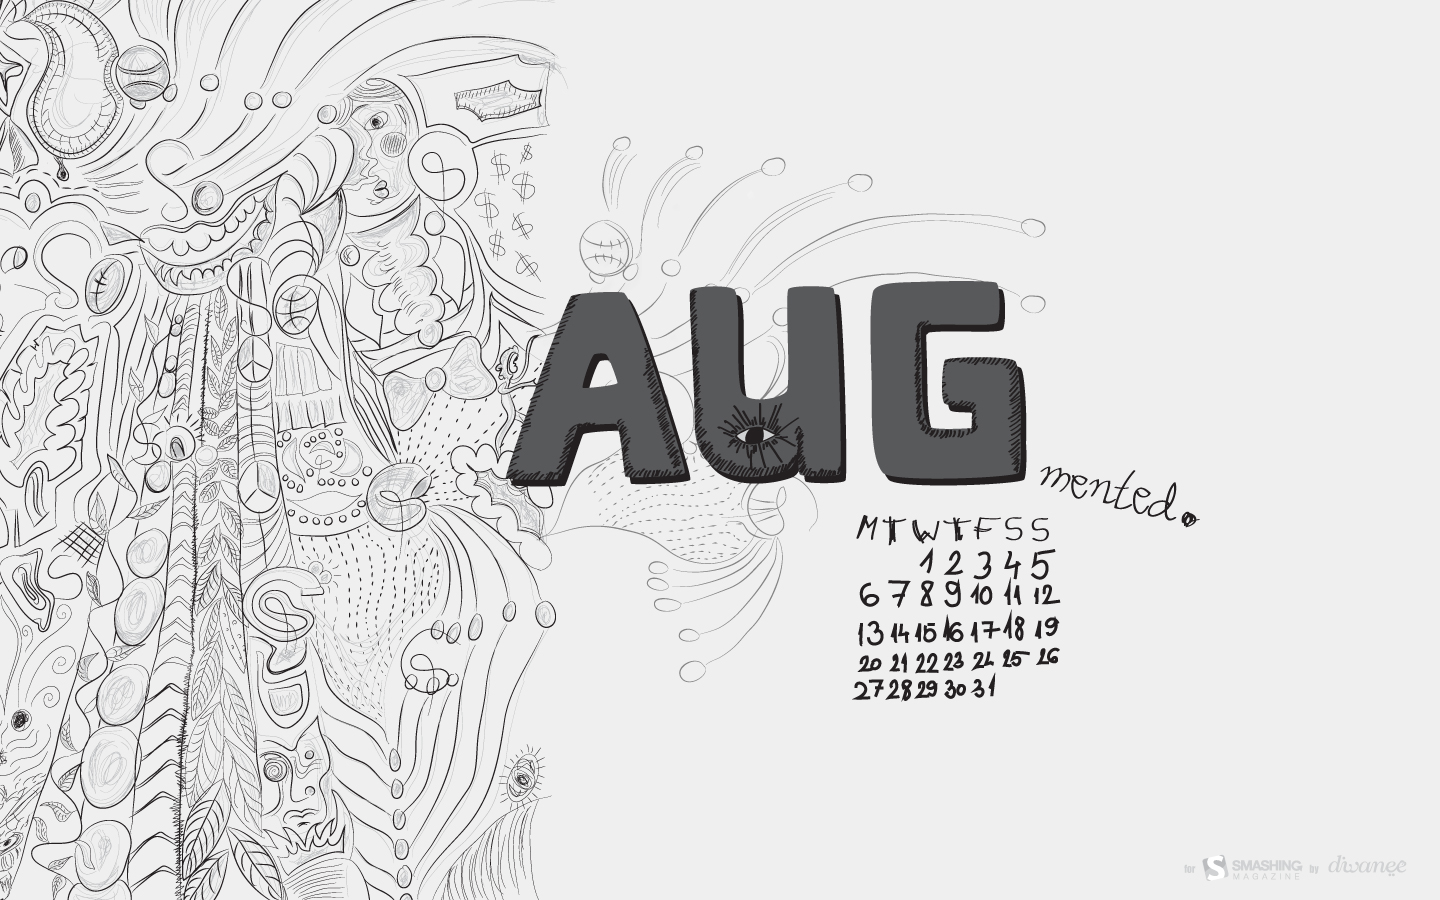 AUG
mented.
M T W T F S S
1 2 3 4 5
6 7 8 9 10 11 12
13 14 15 16 17 18 19
20 21 22 23 24 25 26
27 28 29 30 31
for S SMASHING MAGAZINE by divanee